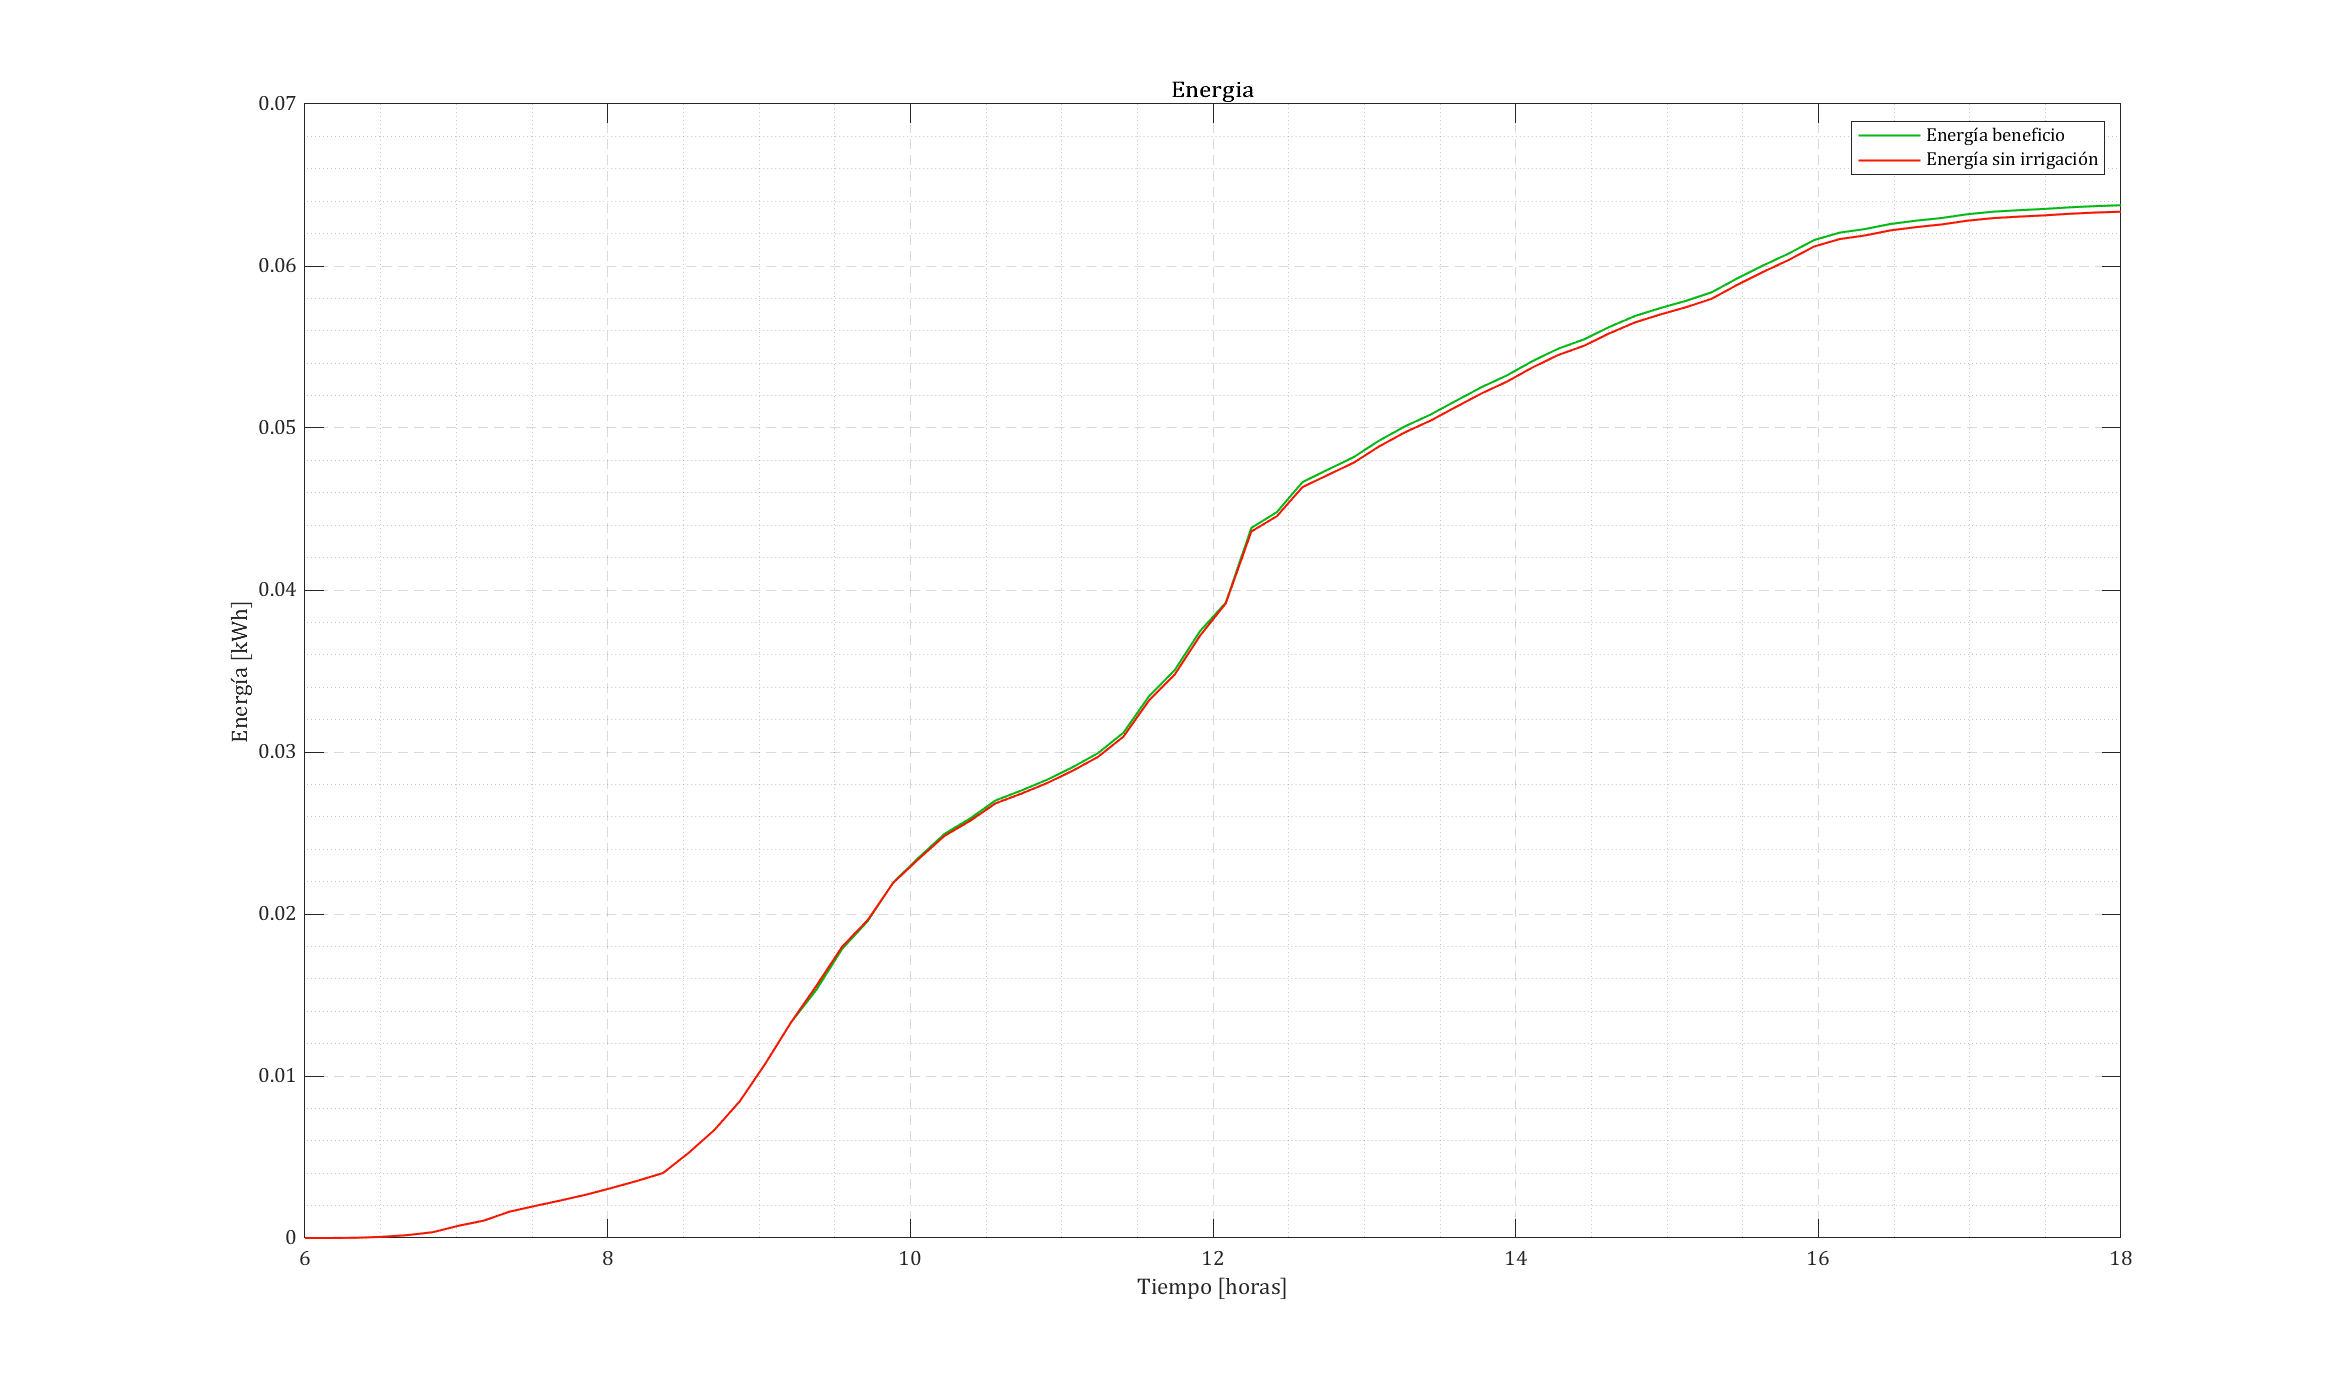 Energia
Energía beneficio
Energía sin irrigación
0.07
0.06
0.05
0.04
0.03
0.02
0.01
0
Energía [kWh]
6 8 10 12 14 16 18
Tiempo [horas]